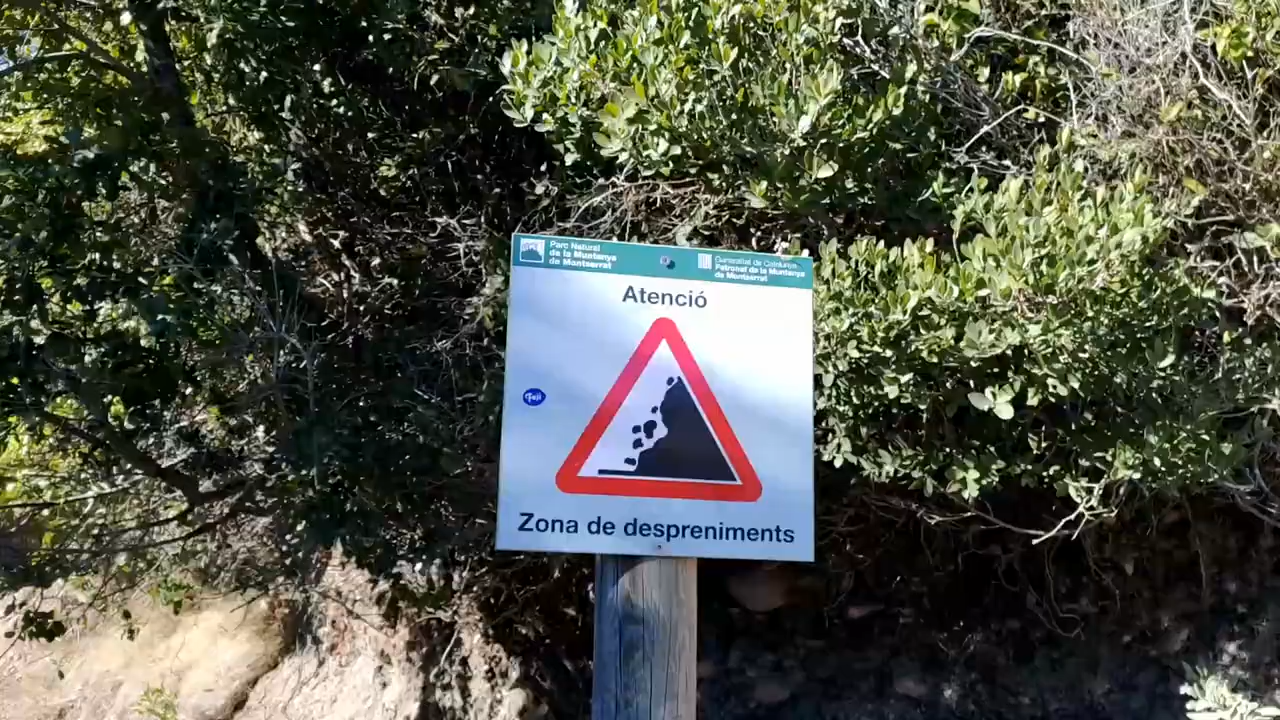 Parc Natural
de la Muntanya
de Montserrat
Generalitat de Catalunya
Patronat de la Muntanya
de Montserrat
Atenció
Zona de despreniments